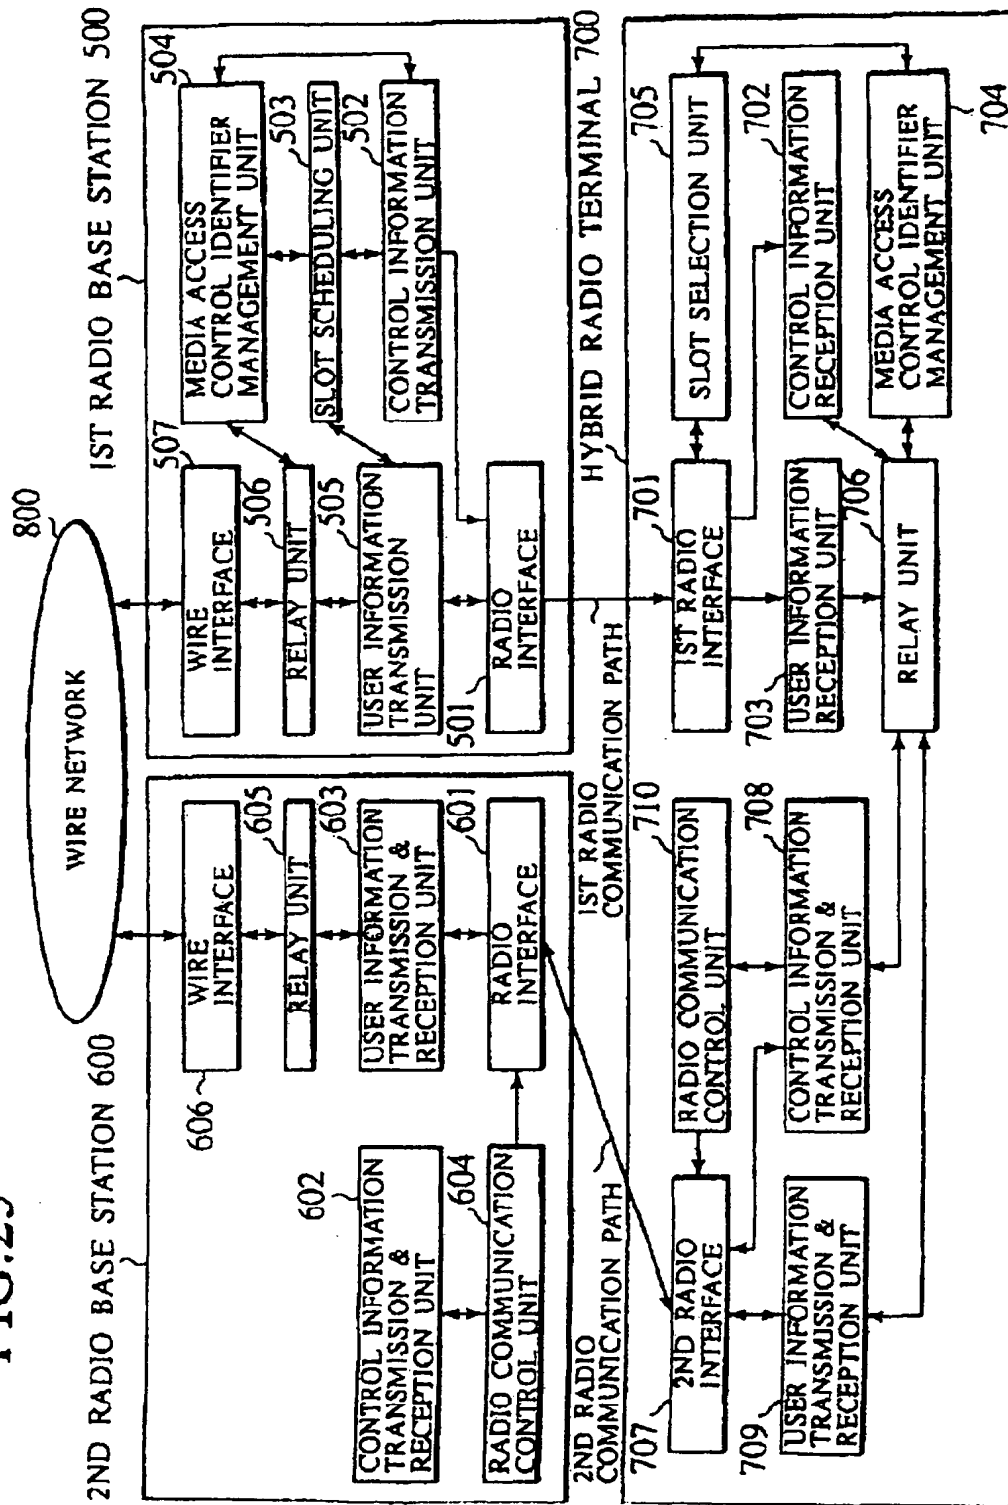 FIG.25
WIRE NETWORK
800
2ND RADIO BASE STATION 600
WIRE
INTERFACE
606
RELAY UNIT
605
USER INFORMATION
TRANSMISSION &
RECEPTION UNIT
603
RADIO
INTERFACE
601
CONTROL INFORMATION
TRANSMISSION &
RECEPTION UNIT
602
RADIO COMMUNICATION
CONTROL UNIT
604
1ST RADIO BASE STATION 500
WIRE
INTERFACE
507
RELAY UNIT
506
USER INFORMATION
TRANSMISSION
UNIT
505
RADIO
INTERFACE
501
MEDIA ACCESS
CONTROL IDENTIFIER
MANAGEMENT UNIT
504
SLOT SCHEDULING UNIT
503
CONTROL INFORMATION
TRANSMISSION UNIT
502
2ND RADIO
COMMUNICATION PATH
1ST RADIO
COMMUNICATION PATH
HYBRID RADIO TERMINAL 700
2ND RADIO
INTERFACE
707
USER INFORMATION
TRANSMISSION &
RECEPTION UNIT
709
RADIO COMMUNICATION
CONTROL UNIT
710
CONTROL INFORMATION
TRANSMISSION &
RECEPTION UNIT
708
1ST RADIO
INTERFACE
701
USER INFORMATION
RECEPTION UNIT
703
RELAY UNIT
706
SLOT SELECTION UNIT
705
CONTROL INFORMATION
RECEPTION UNIT
702
MEDIA ACCESS
CONTROL IDENTIFIER
MANAGEMENT UNIT
704